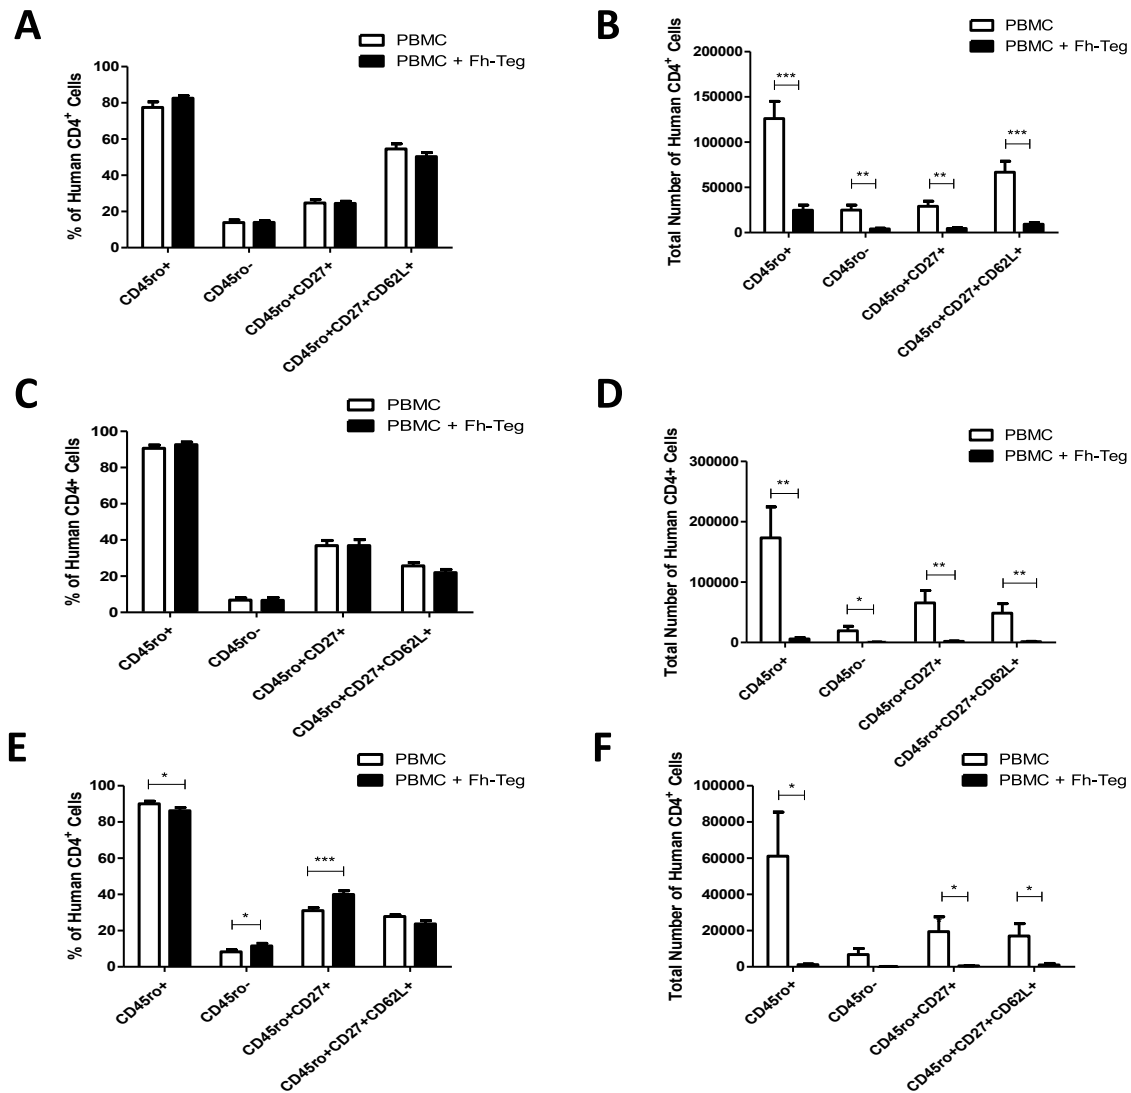 A
PBMC
PBMC + Fh-Teg
% of Human CD4+ Cells
100
80
60
40
20
0
CD45ro+
CD45ro-
CD45ro+CD27+
CD45ro+CD27+CD62L+
B
PBMC
PBMC + Fh-Teg
Total Number of Human CD4+ Cells
200000
150000
100000
50000
0
***
**
**
***
CD45ro+
CD45ro-
CD45ro+CD27+
CD45ro+CD27+CD62L+
C
PBMC
PBMC + Fh-Teg
% of Human CD4+ Cells
100
80
60
40
20
0
CD45ro+
CD45ro-
CD45ro+CD27+
CD45ro+CD27+CD62L+
D
PBMC
PBMC + Fh-Teg
Total Number of Human CD4+ Cells
300000
200000
100000
0
**
*
**
**
CD45ro+
CD45ro-
CD45ro+CD27+
CD45ro+CD27+CD62L+
E
PBMC
PBMC + Fh-Teg
% of Human CD4+ Cells
100
80
60
40
20
0
*
*
***
CD45ro+
CD45ro-
CD45ro+CD27+
CD45ro+CD27+CD62L+
F
PBMC
PBMC + Fh-Teg
Total Number of Human CD4+ Cells
100000
80000
60000
40000
20000
0
*
*
*
CD45ro+
CD45ro-
CD45ro+CD27+
CD45ro+CD27+CD62L+